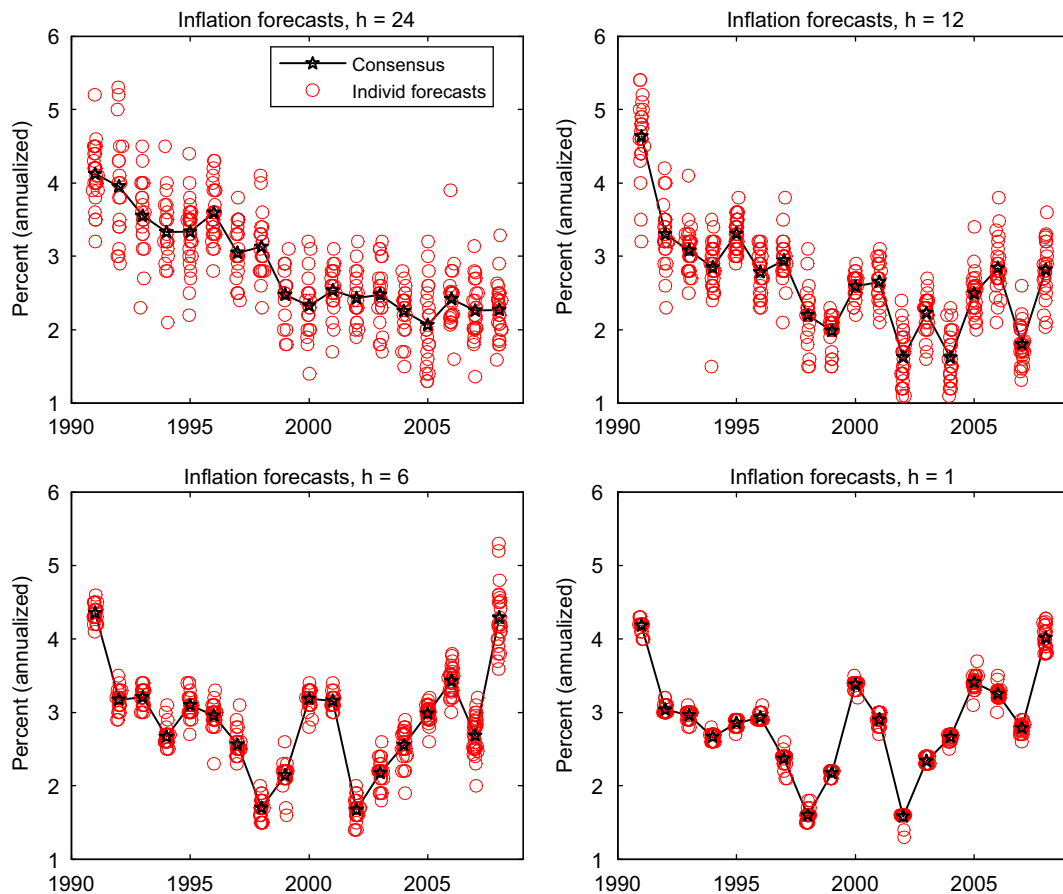 Inflation forecasts, h = 24
6
5
4
3
2
1
Percent (annualized)
Consensus
Individ forecasts
1990 1995 2000 2005
Inflation forecasts, h = 12
6
5
4
3
2
1
Percent (annualized)
1990 1995 2000 2005
Inflation forecasts, h = 6
6
5
4
3
2
1
Percent (annualized)
1990 1995 2000 2005
Inflation forecasts, h = 1
6
5
4
3
2
1
Percent (annualized)
1990 1995 2000 2005